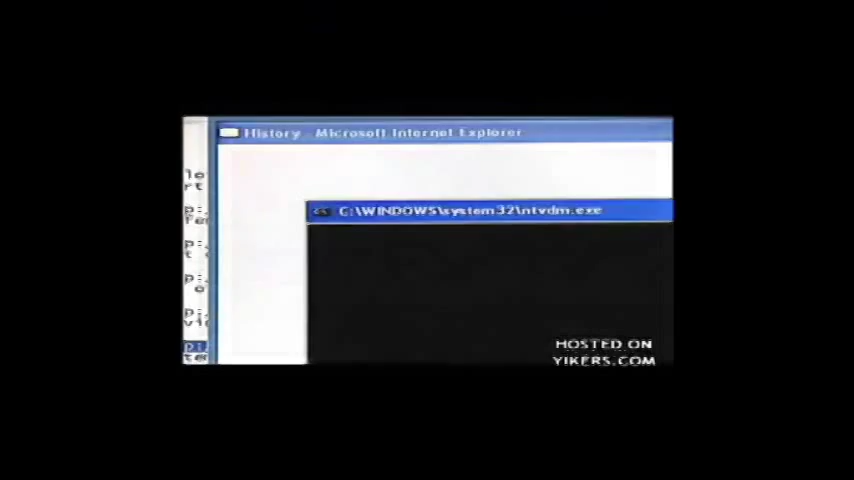 History - Microsoft Internet Explorer
C:\WINDOWS\system32\ntvdm.exe
HOSTED ON
YIKERS.COM